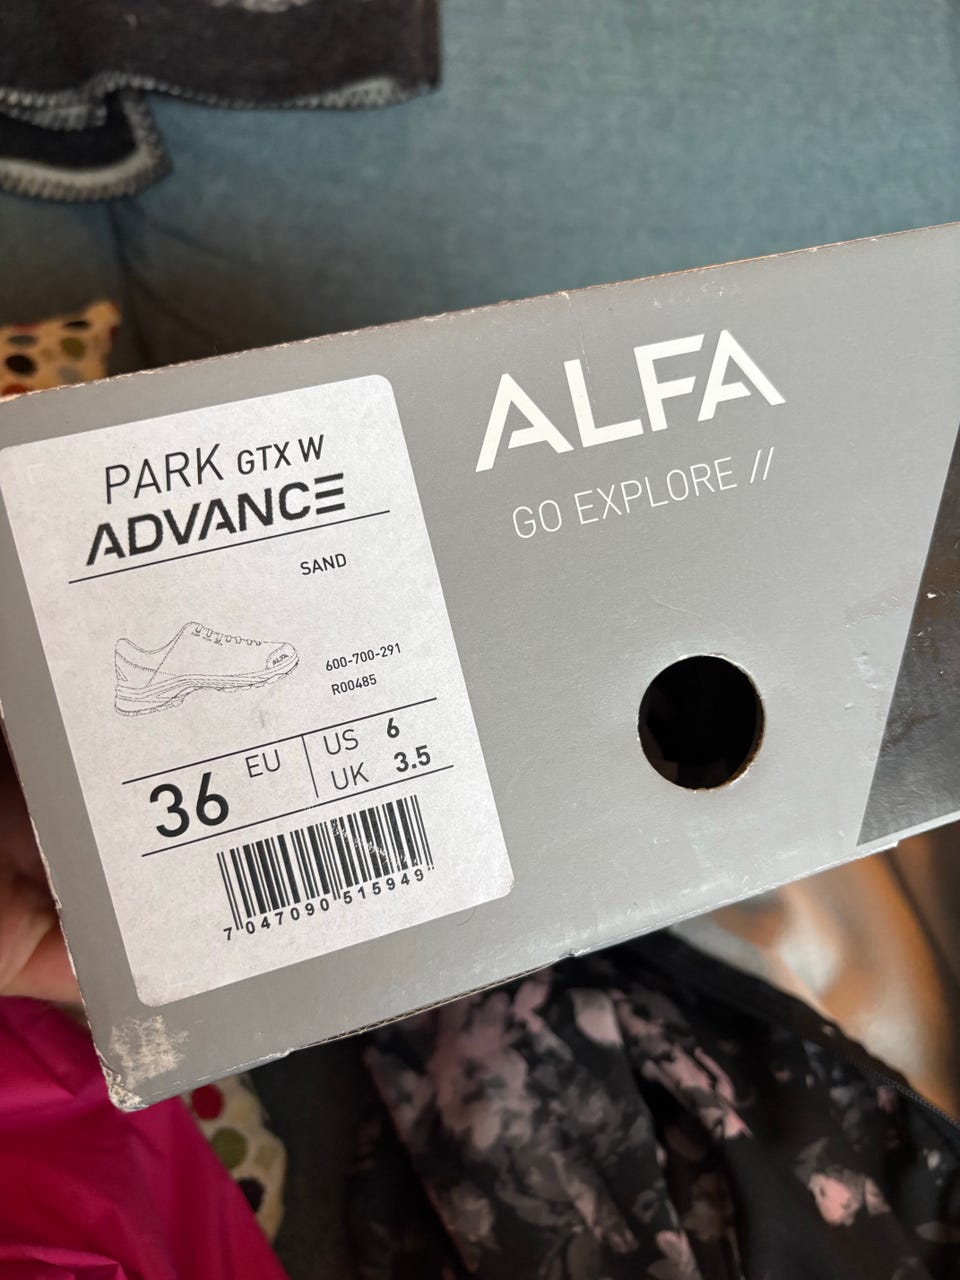 PARK GTX W
ADVANCE
SAND
ALFA
600-700-291
R00485
36 EU
US 6
UK 3.5
7 047090 515949
ALFA
GO EXPLORE //